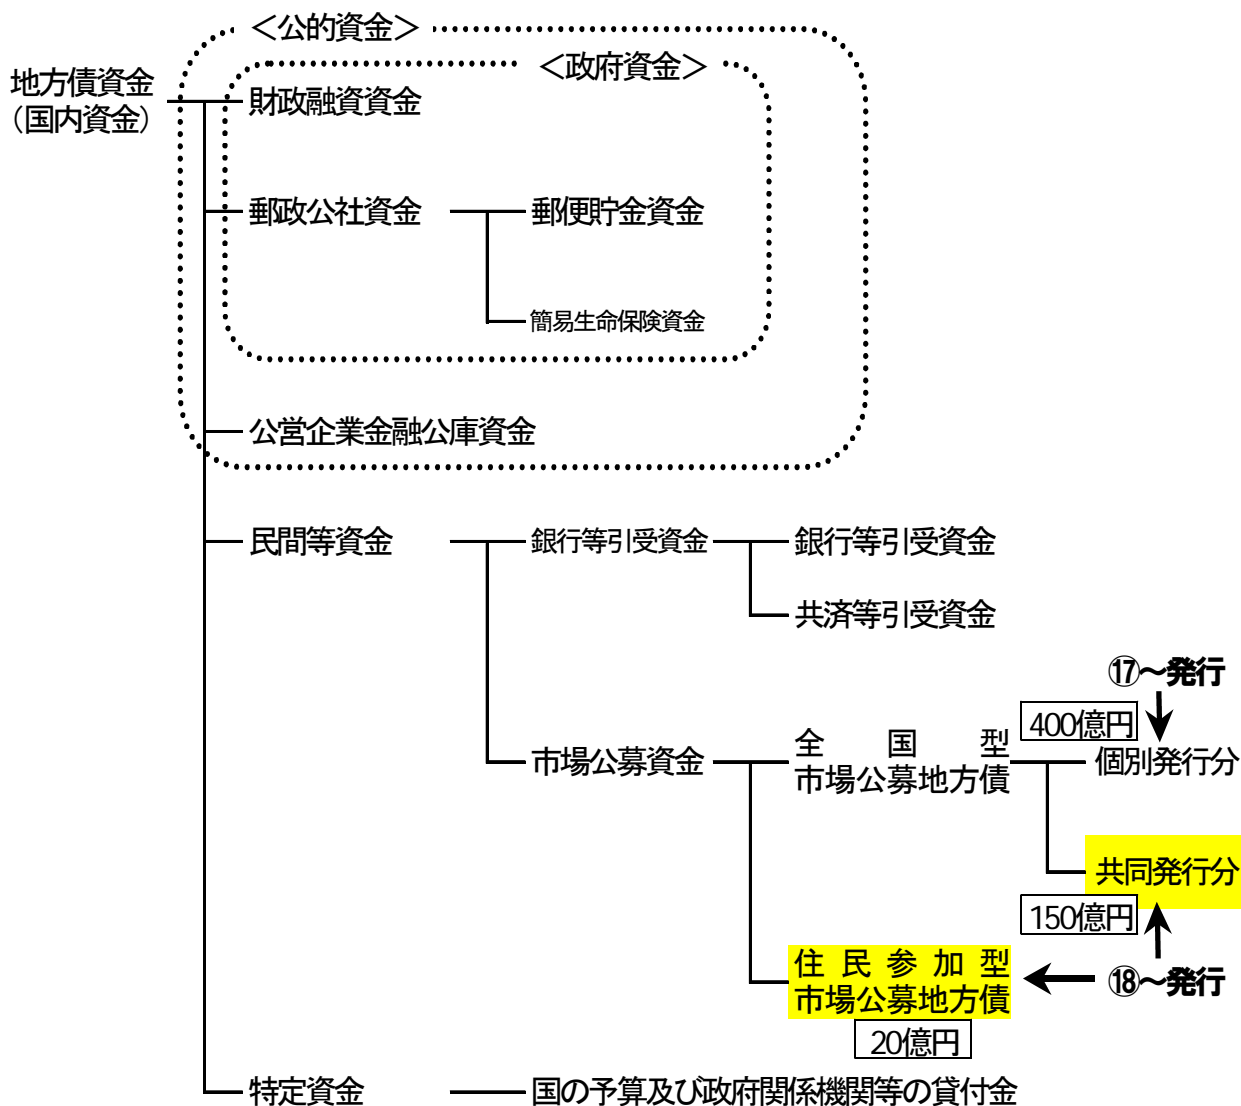 ＜公的資金＞
＜政府資金＞
地方債資金
（国内資金）
財政融資資金
郵政公社資金
郵便貯金資金
簡易生命保険資金
公営企業金融公庫資金
民間等資金
銀行等引受資金
銀行等引受資金
共済等引受資金
⑰～発行
400億円
市場公募資金
全国型
市場公募地方債
個別発行分
共同発行分
150億円
住民参加型
市場公募地方債
⑱～発行
20億円
特定資金
国の予算及び政府関係機関等の貸付金